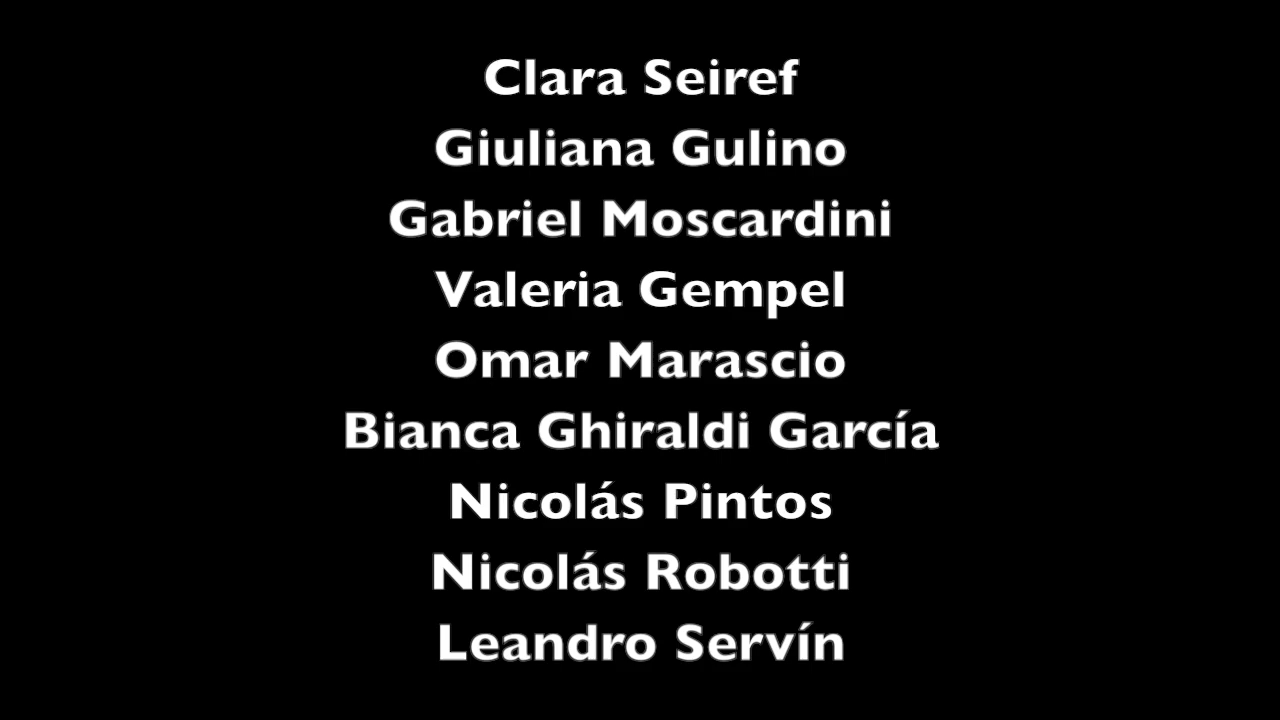 Clara Seiref
Giuliana Gulino
Gabriel Moscardini
Valeria Gempel
Omar Marascio
Bianca Ghiraldi García
Nicolás Pintos
Nicolás Robotti
Leandro Servín